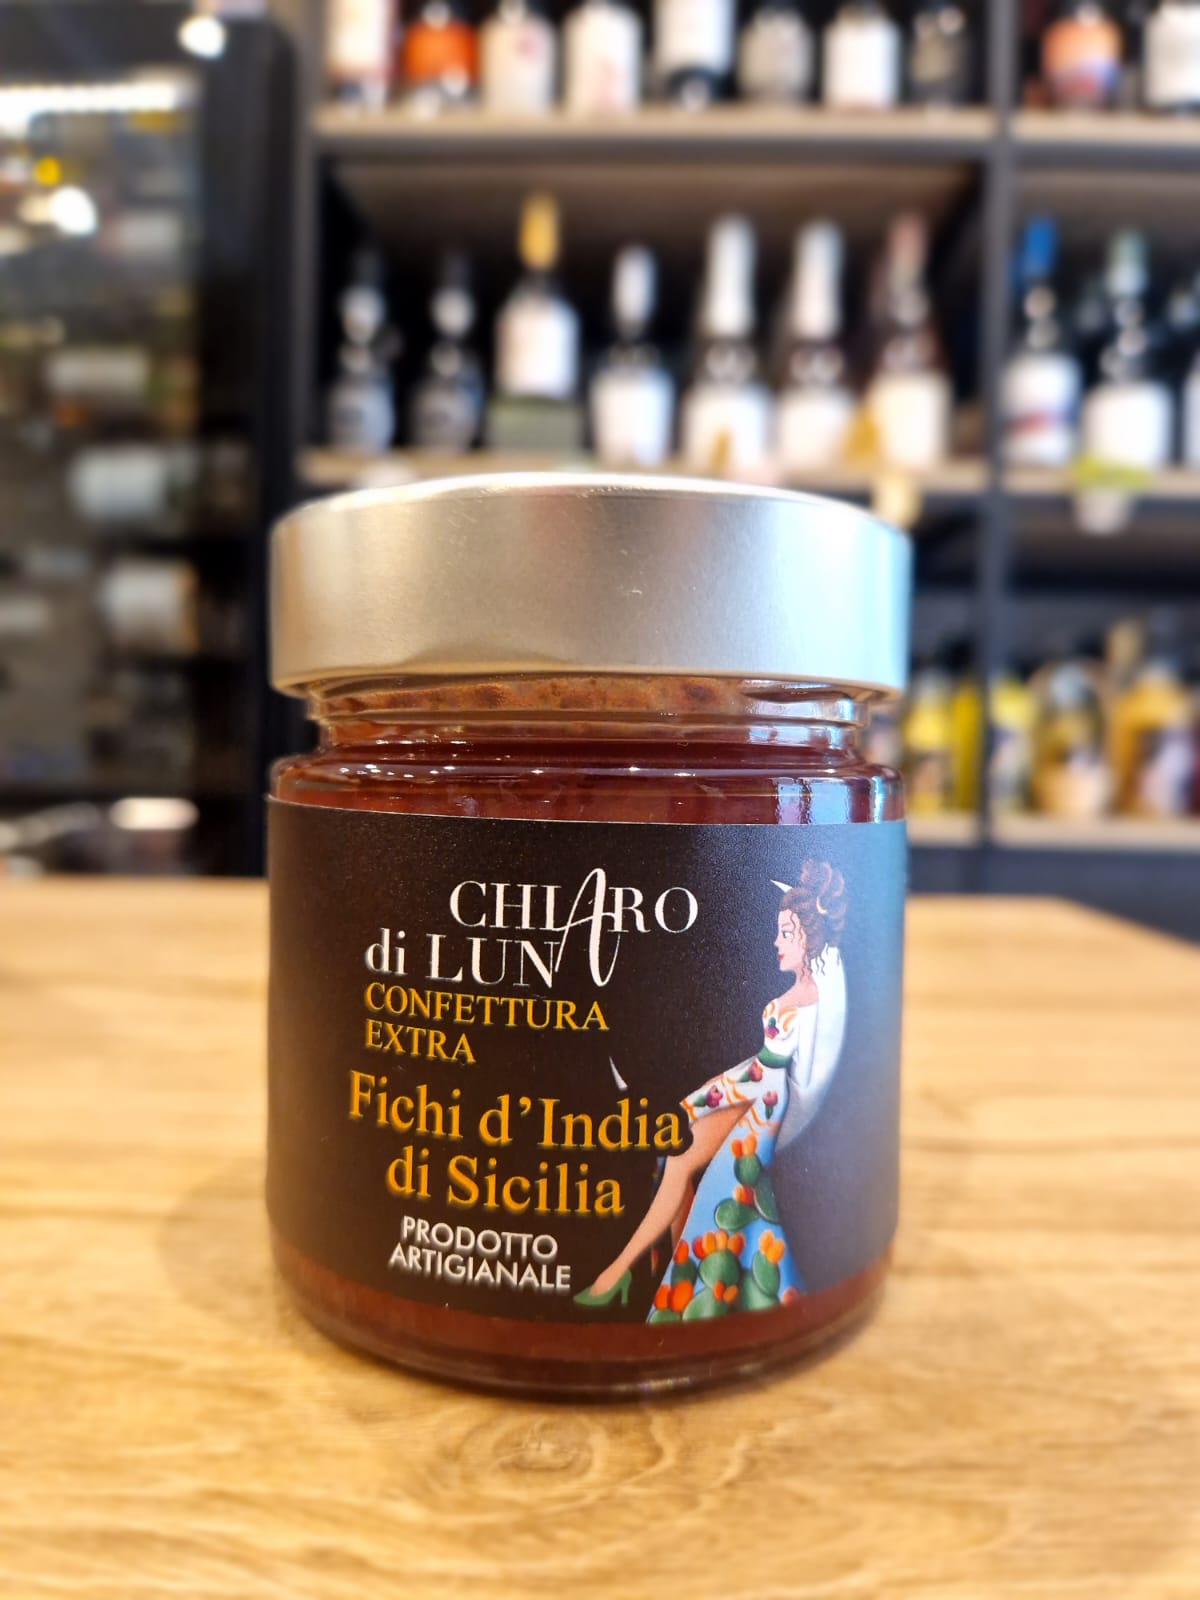 CHIARO
di LUNA
CONFETTURA
EXTRA
Fichi d'India
di Sicilia
PRODOTTO
ARTIGIANALE